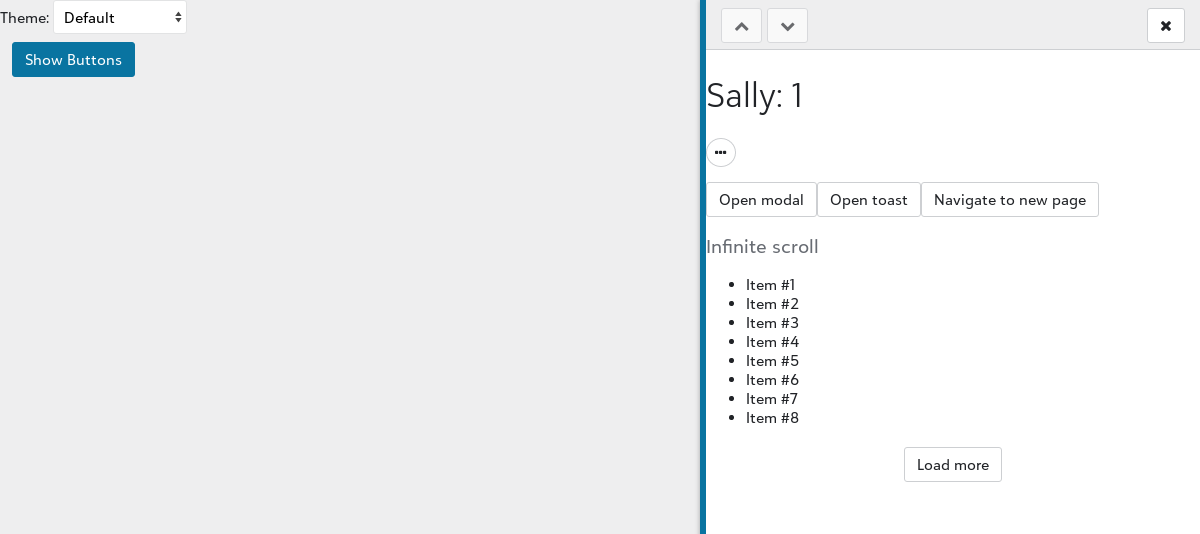 Theme: Default
Show Buttons
Sally: 1
Open modal Open toast Navigate to new page
Infinite scroll
Item #1
Item #2
Item #3
Item #4
Item #5
Item #6
Item #7
Item #8
Load more